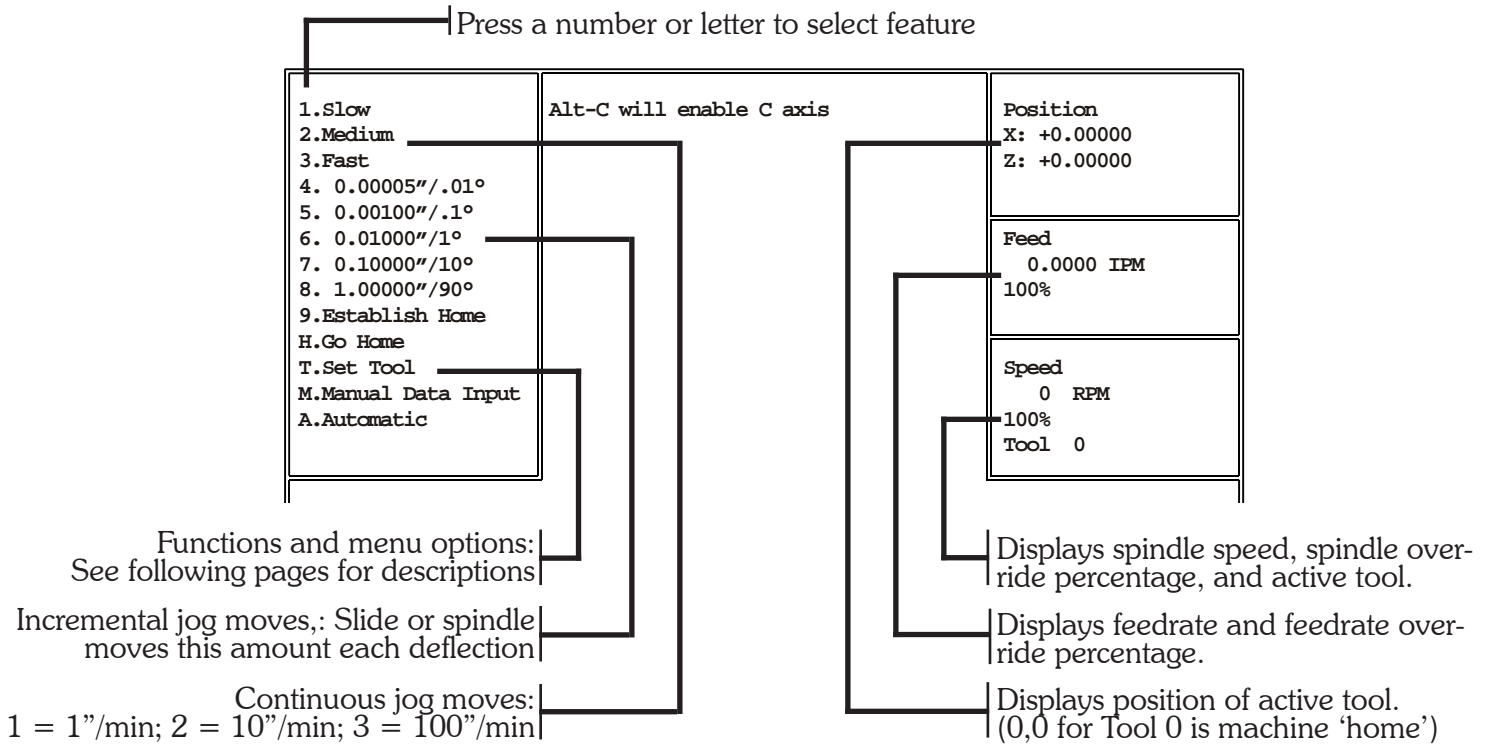 Press a number or letter to select feature
1.Slow
2.Medium
3.Fast
4. 0.00005"/.01°
5. 0.00100"/.1°
6. 0.01000"/1°
7. 0.10000"/10°
8. 1.00000"/90°
9.Establish Home
H.Go Home
T.Set Tool
M.Manual Data Input
A.Automatic
Alt-C will enable C axis
Position
X: +0.00000
Z: +0.00000
Feed
0.0000 IPM
100%
Speed
0 RPM
100%
Tool 0
Functions and menu options:
See following pages for descriptions
Incremental jog moves,: Slide or spindle
moves this amount each deflection
Continuous jog moves:
1 = 1"/min; 2 = 10"/min; 3 = 100"/min
Displays spindle speed, spindle over-
ride percentage, and active tool.
Displays feedrate and feedrate over-
ride percentage.
Displays position of active tool.
(0,0 for Tool 0 is machine ‘home’)